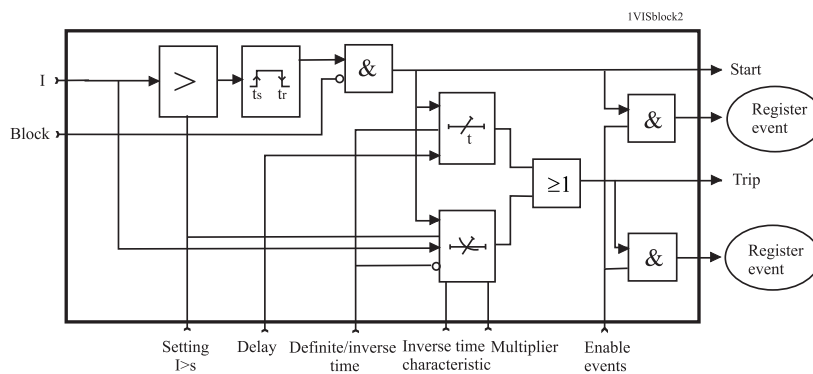 1VISblock2
I
>
ts
tr
&
Start
Block
t
&
Register
event
≥1
Trip
&
Register
event
Setting
I>s
Delay
Definite/inverse
time
Inverse time
characteristic
Multiplier
Enable
events